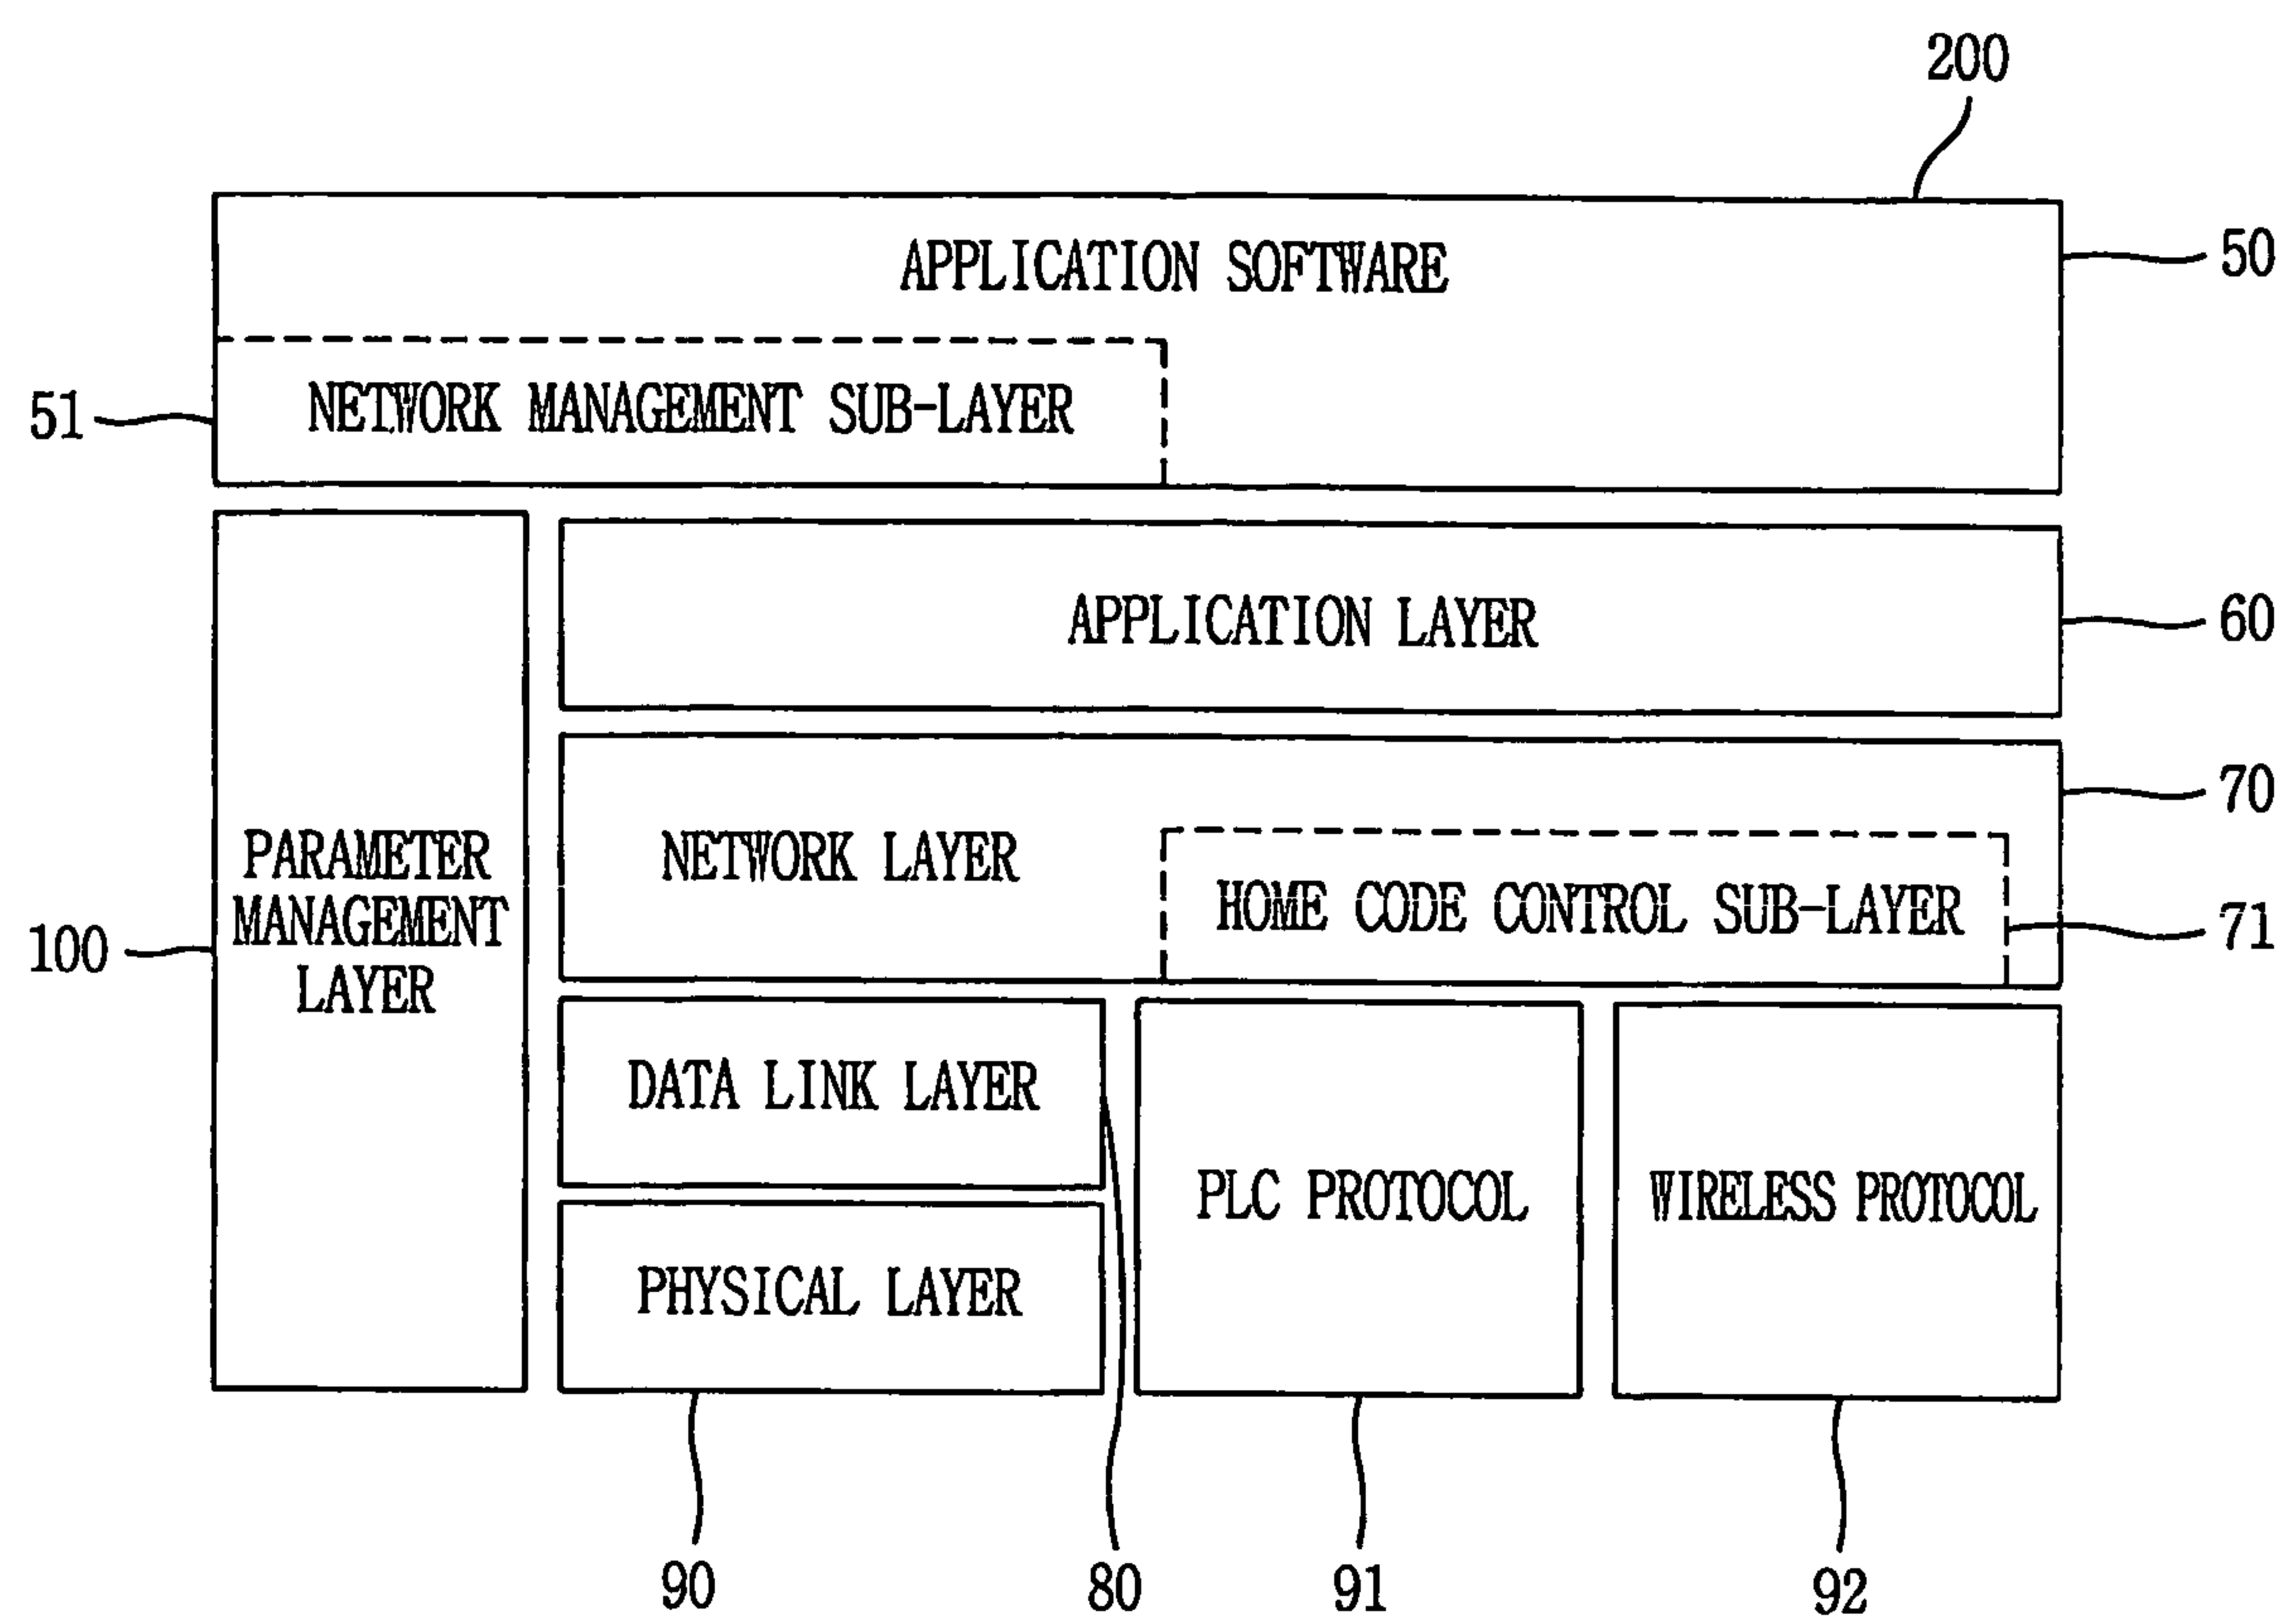 200
APPLICATION SOFTWARE
50
NETWORK MANAGEMENT SUB-LAYER
51
APPLICATION LAYER
60
70
PARAMETER
MANAGEMENT
LAYER
100
NETWORK LAYER
HOME CODE CONTROL SUB-LAYER
71
DATA LINK LAYER
PLC PROTOCOL
WIRELESS PROTOCOL
PHYSICAL LAYER
90
80
91
92